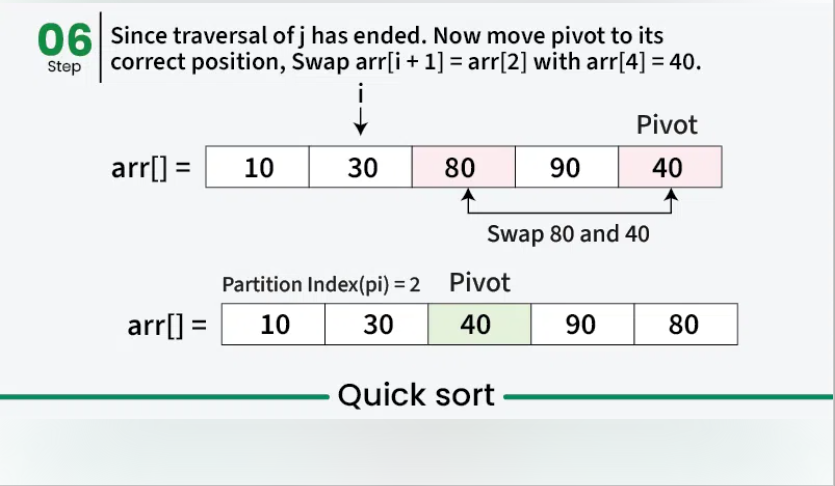 06
Step
Since traversal of j has ended. Now move pivot to its
correct position, Swap arr[i + 1] = arr[2] with arr[4] = 40.
i
Pivot
arr[] = 10 30 80 90 40
Swap 80 and 40
Partition Index(pi) = 2 Pivot
arr[] = 10 30 40 90 80
Quick sort